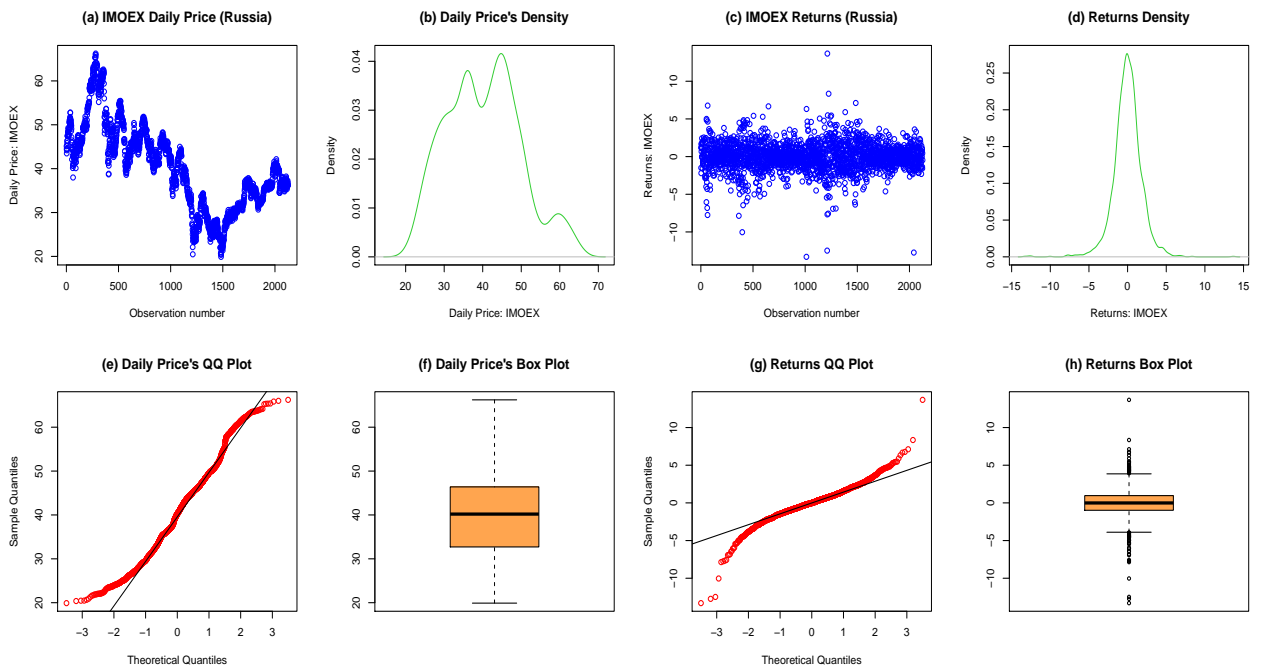 (a) IMOEX Daily Price (Russia)
(b) Daily Price's Density
(c) IMOEX Returns (Russia)
(d) Returns Density
Daily Price: IMOEX
20 30 40 50 60
0 500 1000 1500 2000
Observation number
Density
0.00 0.01 0.02 0.03 0.04
20 30 40 50 60 70
Daily Price: IMOEX
Returns: IMOEX
−10 −5 0 5 10
0 500 1000 1500 2000
Observation number
Density
0.00 0.05 0.10 0.15 0.20 0.25
−15 −10 −5 0 5 10 15
Returns: IMOEX
(e) Daily Price's QQ Plot
(f) Daily Price's Box Plot
(g) Returns QQ Plot
(h) Returns Box Plot
Sample Quantiles
20 30 40 50 60
−3 −2 −1 0 1 2 3
Theoretical Quantiles
20 30 40 50 60
Sample Quantiles
−10 −5 0 5 10
−3 −2 −1 0 1 2 3
Theoretical Quantiles
−10 −5 0 5 10